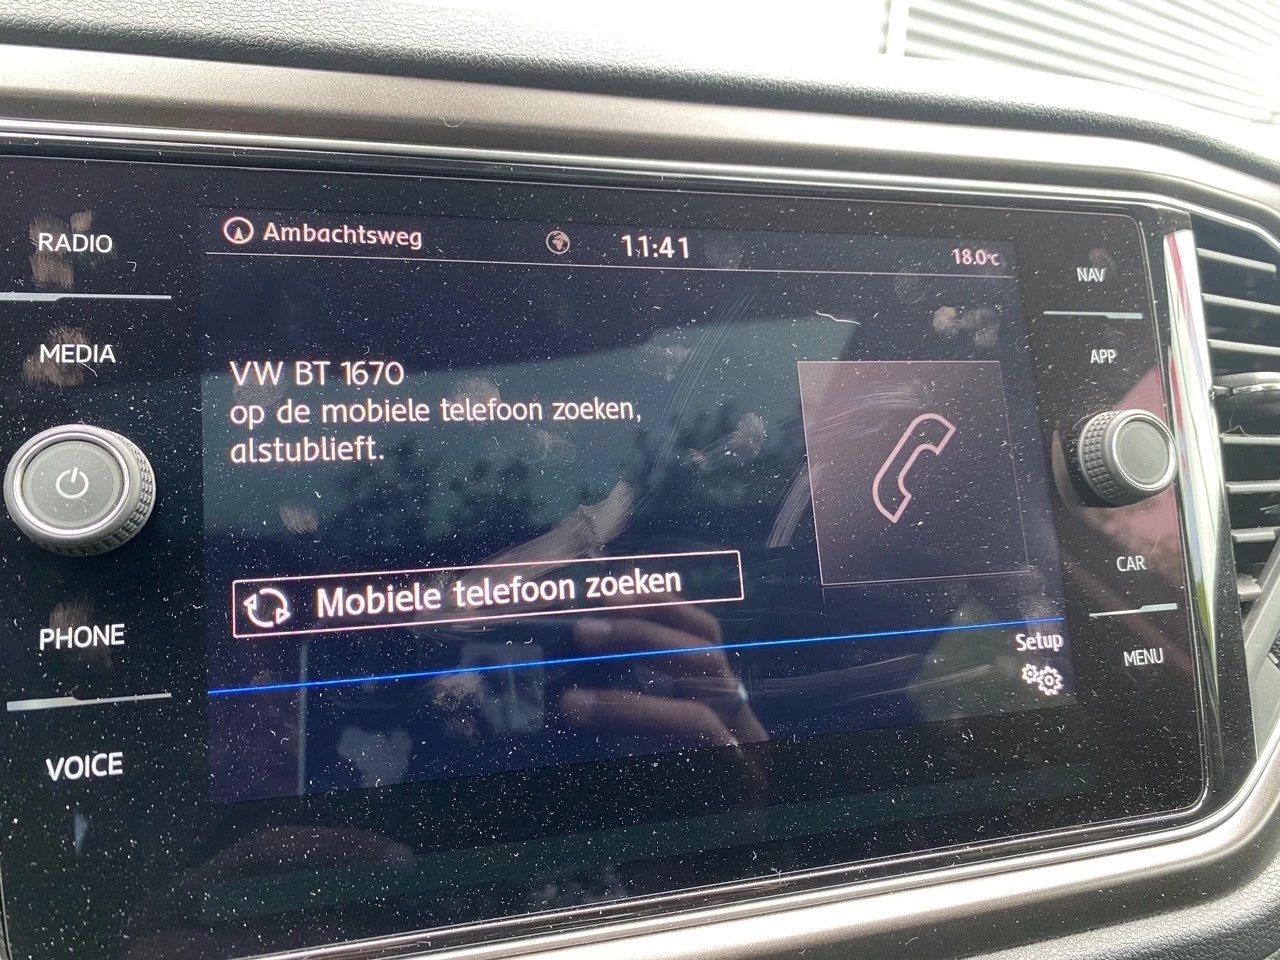 Ambachtsweg
11:41
18.0°C
RADIO
MEDIA
PHONE
VOICE
VW BT 1670
op de mobiele telefoon zoeken,
alstublieft.
Mobiele telefoon zoeken
Setup
NAV
APP
CAR
MENU